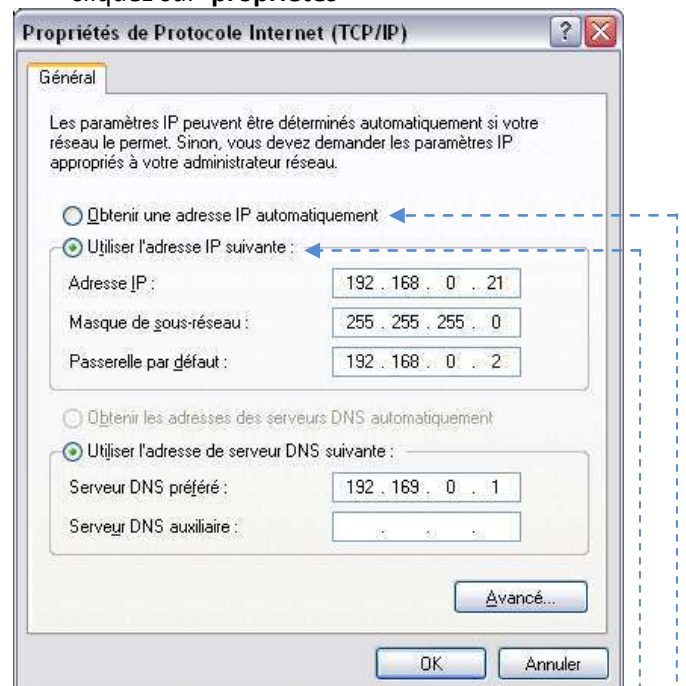 cliquez sur propriétés
Propriétés de Protocole Internet (TCP/IP)
Général
Les paramètres IP peuvent être déterminés automatiquement si votre
réseau le permet. Sinon, vous devez demander les paramètres IP
appropriés à votre administrateur réseau.
Obtenir une adresse IP automatiquement
Utiliser l'adresse IP suivante :
Adresse IP : 192 . 168 . 0 . 21
Masque de sous-réseau : 255 . 255 . 255 . 0
Passerelle par défaut : 192 . 168 . 0 . 2
Obtenir les adresses des serveurs DNS automatiquement
Utiliser l'adresse de serveur DNS suivante :
Serveur DNS préféré : 192 . 169 . 0 . 1
Serveur DNS auxiliaire : . . .
Avancé...
OK Annuler